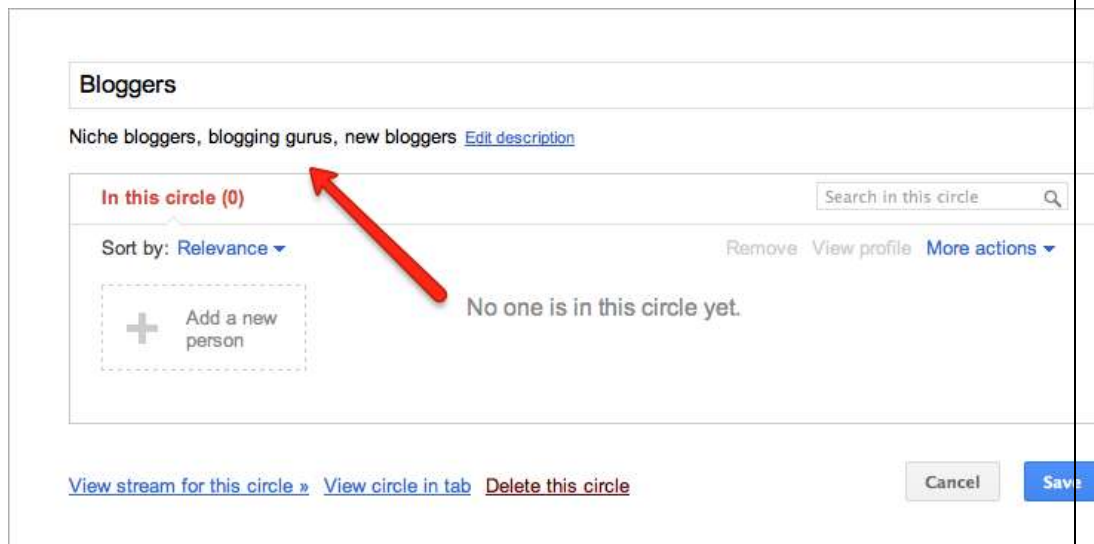 Bloggers
Niche bloggers, blogging gurus, new bloggers Edit description
In this circle (0)
Search in this circle
Sort by: Relevance
Remove View profile More actions
Add a new
person
No one is in this circle yet.
View stream for this circle » View circle in tab Delete this circle
Cancel
Save